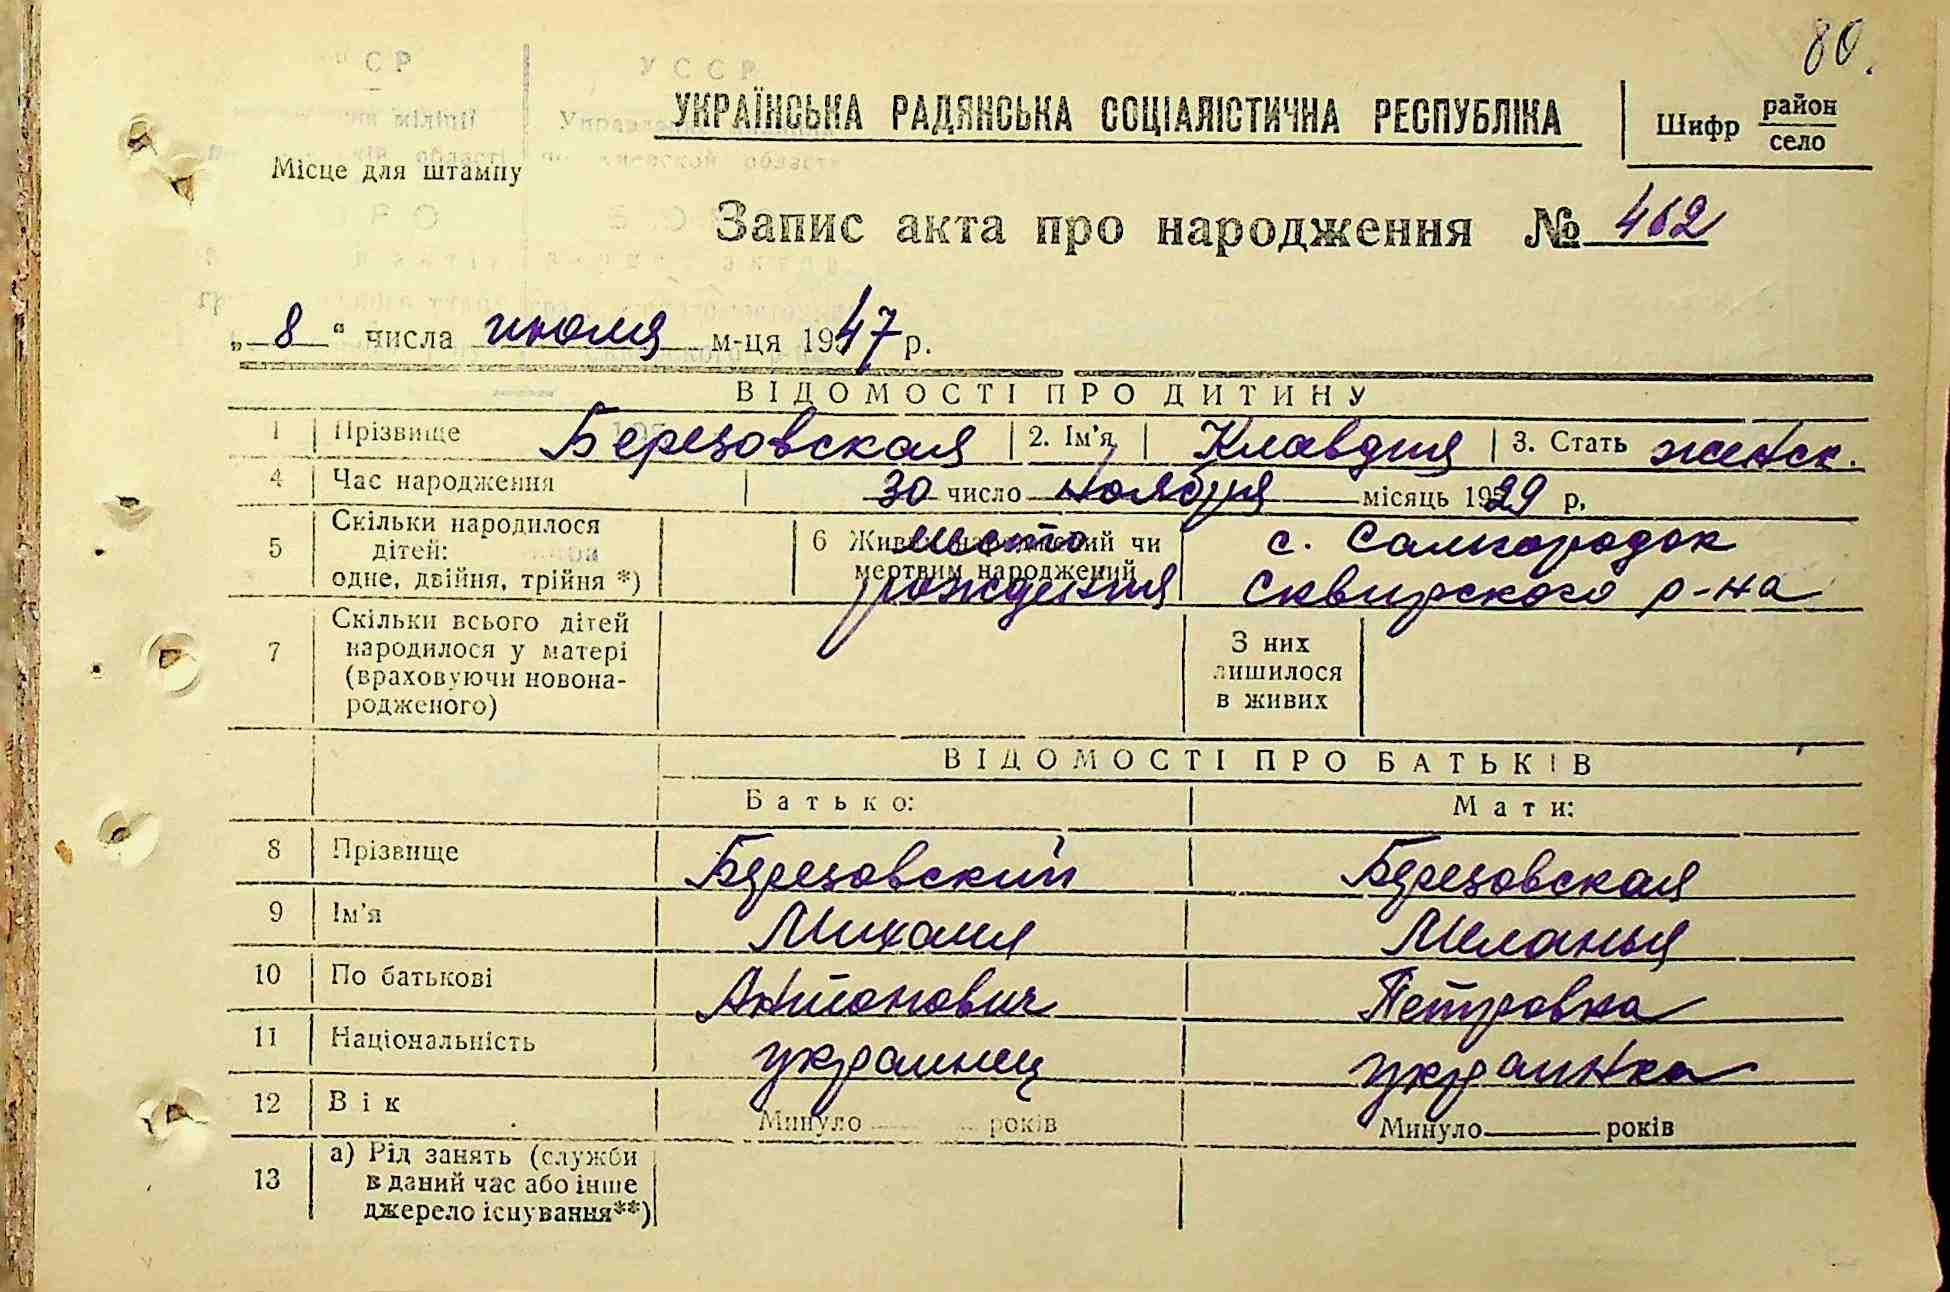 80.
УКРАЇНСЬКА РАДЯНСЬКА СОЦІАЛІСТИЧНА РЕСПУБЛІКА
Шифр район
село
Місце для штампу
Запис акта про народження № 462
„ 8 “ числа июля м-ця 1947 р.
ВІДОМОСТІ ПРО ДИТИНУ
1 Прізвище Березовская 2. Ім’я Клавдия 3. Стать женск.
4 Час народження 30 число ноября місяць 1929 р.
5 Скільки народилося дітей: одне, двійня, трійня *) 6 Живим народжений чи мертвим народжений место рождения с. Самгородок Сквирского р-на
7 Скільки всього дітей народилося у матері (враховуючи новонародженого) З них лишилося в живих
ВІДОМОСТІ ПРО БАТЬКІВ
Батько: Мати:
8 Прізвище Березовский Березовская
9 Ім’я Михаил Меланья
10 По батькові Антонович Петровна
11 Національність украинец украинка
12 Вік Минуло років Минуло років
13 а) Рід занять (служби в даний час або інше джерело існування**)